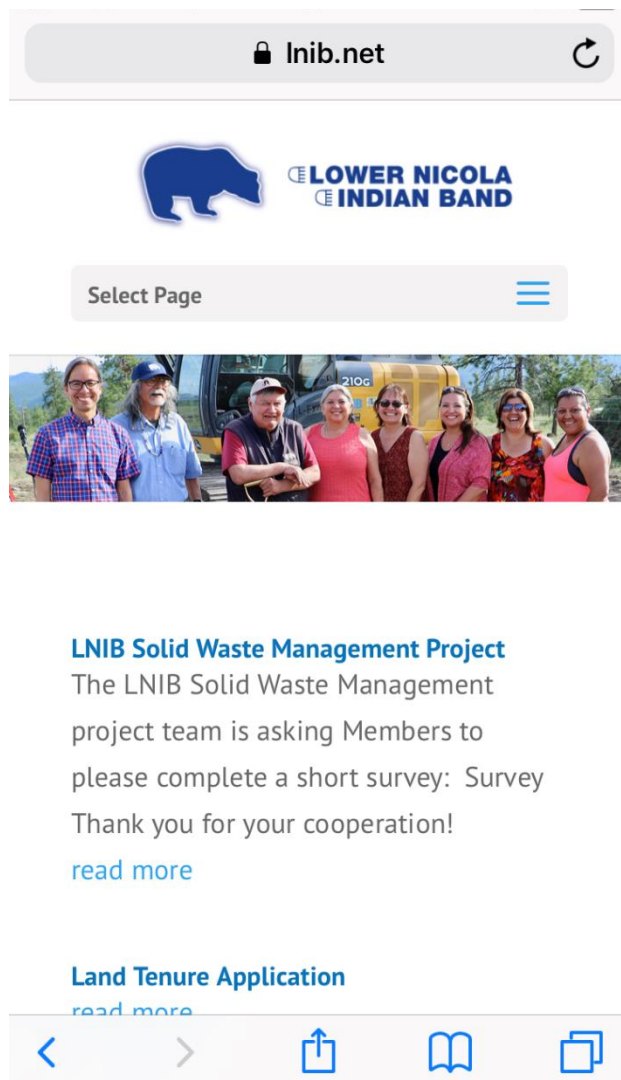 lnib.net
LOWER NICOLA
INDIAN BAND
Select Page
210G
LNIB Solid Waste Management Project
The LNIB Solid Waste Management
project team is asking Members to
please complete a short survey:  Survey
Thank you for your cooperation!
read more
Land Tenure Application
read more